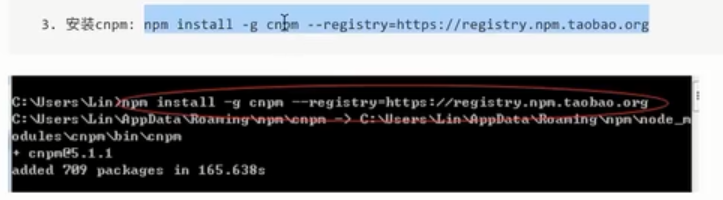 3. 安装cnpm: npm install -g cnpm --registry=https://registry.npm.taobao.org
C:\Users\Lin>npm install -g cnpm --registry=https://registry.npm.taobao.org
C:\Users\Lin\AppData\Roaming\npm\cnpm -> C:\Users\Lin\AppData\Roaming\npm\node_m
odules\cnpm\bin\cnpm
+ cnpm@5.1.1
added 709 packages in 165.638s